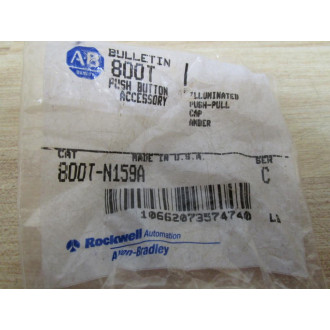 AB
QUALITY
BULLETIN
800T
PUSH BUTTON
ACCESSORY
ILLUMINATED
PUSH-PULL
CAP
AMBER
CAT
MADE IN U.S.A.
SER
800T-N159A
C
10662073574740
L1
Rockwell Automation
Allen-Bradley